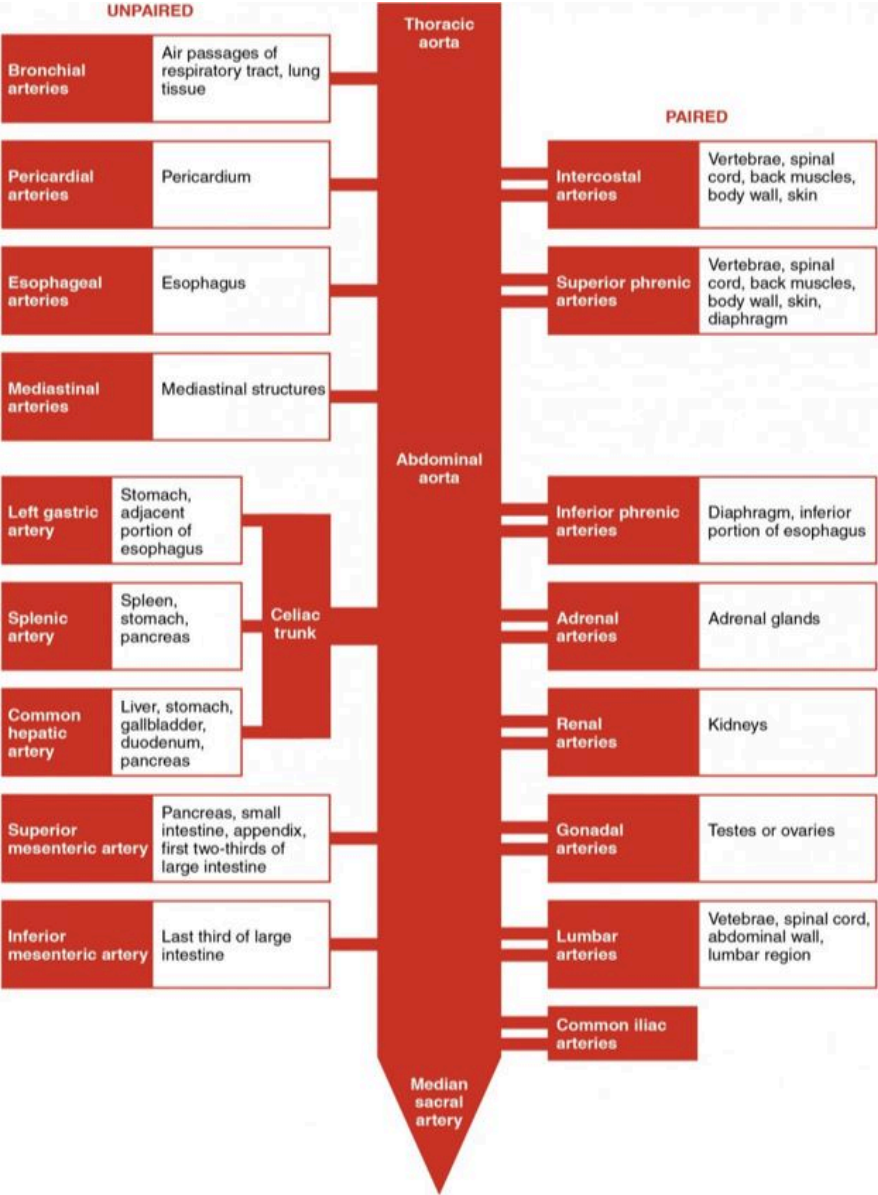 UNPAIRED
Thoracic
aorta
Bronchial
arteries
Air passages of
respiratory tract, lung
tissue
PAIRED
Pericardial
arteries
Pericardium
Intercostal
arteries
Vertebrae, spinal
cord, back muscles,
body wall, skin
Esophageal
arteries
Esophagus
Superior phrenic
arteries
Vertebrae, spinal
cord, back muscles,
body wall, skin,
diaphragm
Mediastinal
arteries
Mediastinal structures
Abdominal
aorta
Left gastric
artery
Stomach,
adjacent
portion of
esophagus
Inferior phrenic
arteries
Diaphragm, inferior
portion of esophagus
Splenic
artery
Spleen,
stomach,
pancreas
Celiac
trunk
Adrenal
arteries
Adrenal glands
Common
hepatic
artery
Liver, stomach,
gallbladder,
duodenum,
pancreas
Renal
arteries
Kidneys
Superior
mesenteric artery
Pancreas, small
intestine, appendix,
first two-thirds of
large intestine
Gonadal
arteries
Testes or ovaries
Inferior
mesenteric artery
Last third of large
intestine
Lumbar
arteries
Vetebrae, spinal cord,
abdominal wall,
lumbar region
Common iliac
arteries
Median
sacral
artery